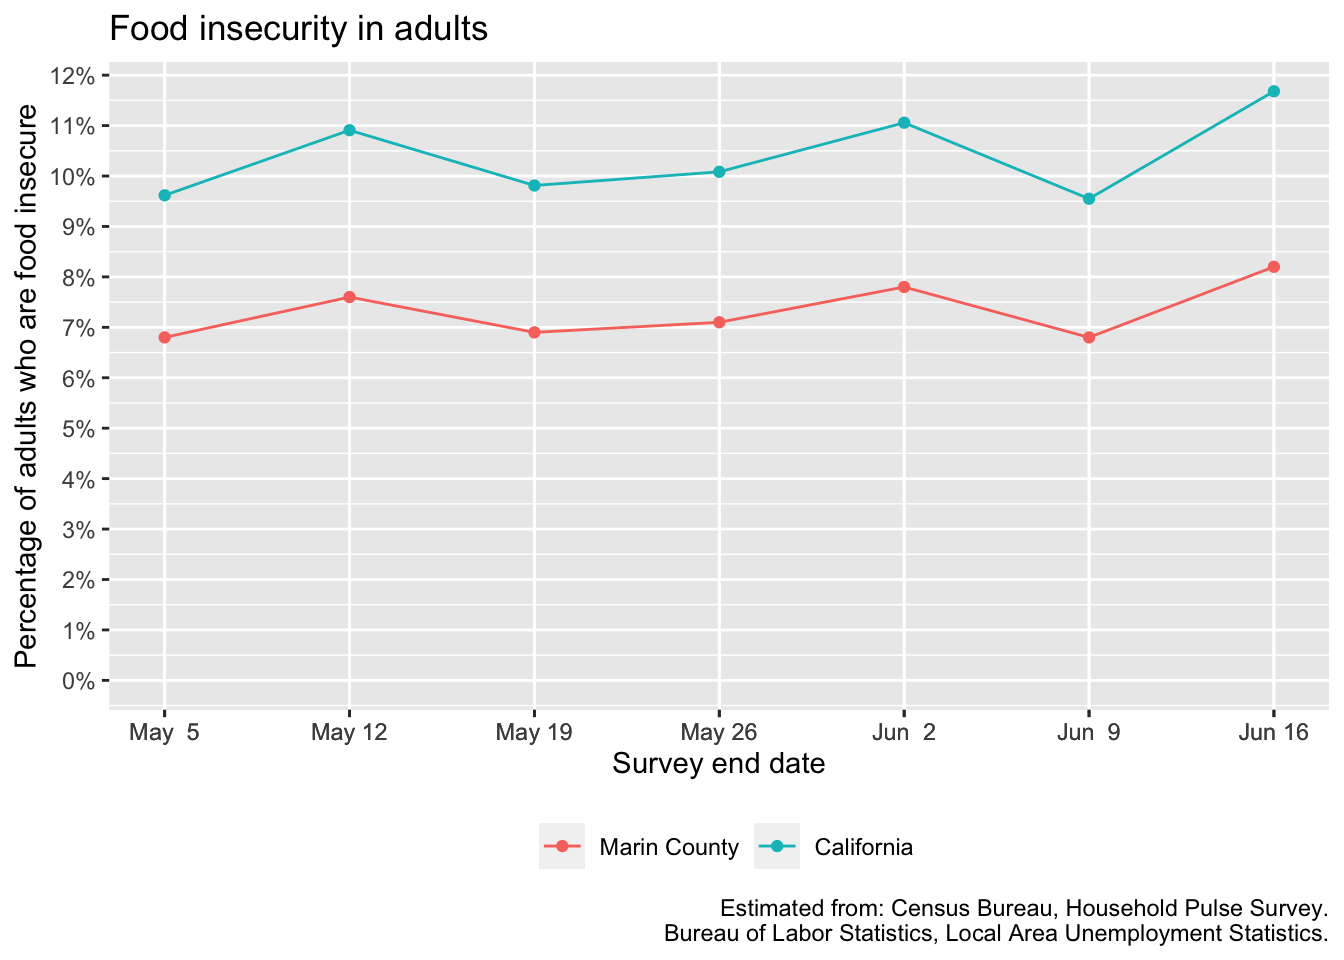 Food insecurity in adults
Percentage of adults who are food insecure
12%
11%
10%
9%
8%
7%
6%
5%
4%
3%
2%
1%
0%
May  5
May 12
May 19
May 26
Jun  2
Jun  9
Jun 16
Survey end date
Marin County
California
Estimated from: Census Bureau, Household Pulse Survey.
Bureau of Labor Statistics, Local Area Unemployment Statistics.